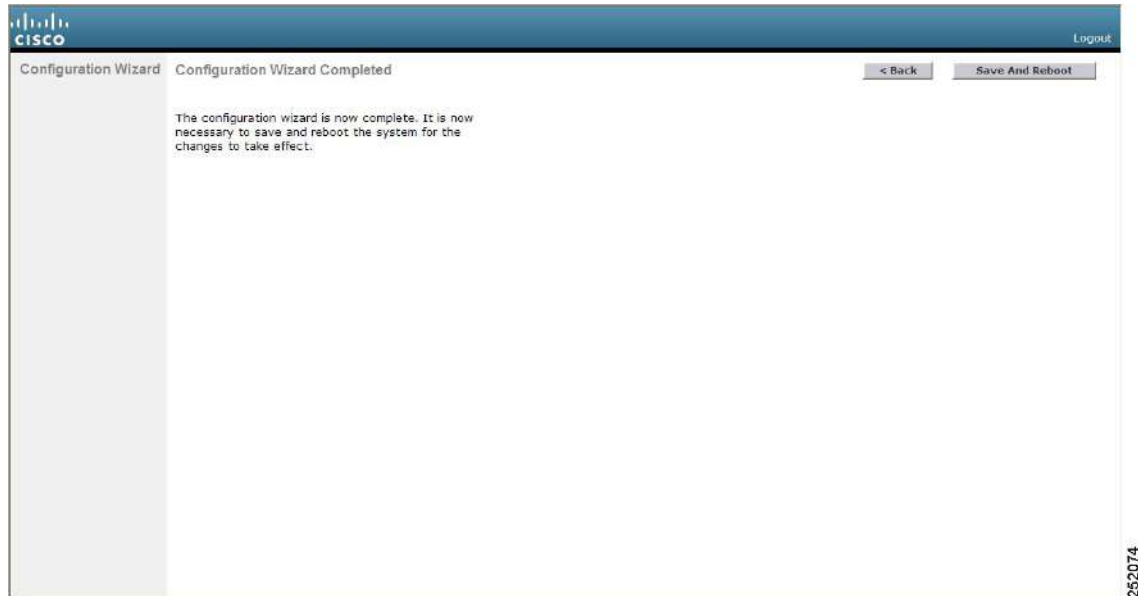 CISCO
Logout
Configuration Wizard
Configuration Wizard Completed
< Back
Save And Reboot
The configuration wizard is now complete. It is now
necessary to save and reboot the system for the
changes to take effect.
252074